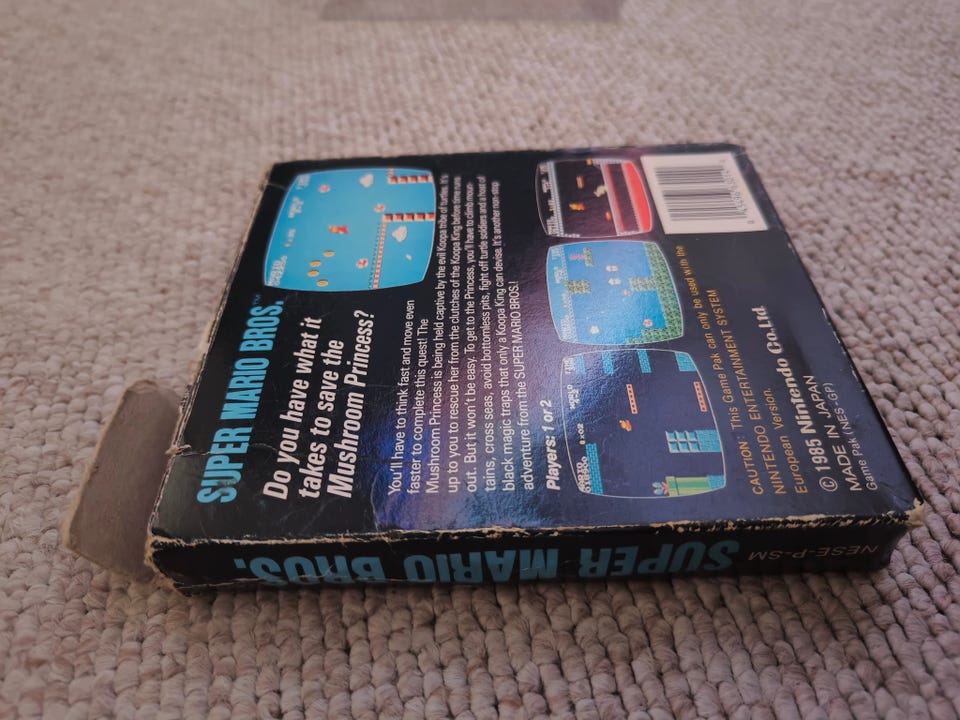 SUPER MARIO BROS.™
Do you have what it
takes to save the
Mushroom Princess?
You'll have to think fast and move even
faster to complete this quest! The
Mushroom Princess is being held captive by the evil Koopa tribe of turtles. It's
up to you to rescue her from the clutches of the Koopa King before time runs
out. But it won't be easy. To get to the Princess, you'll have to climb moun-
tains, cross seas, avoid bottomless pits, fight off turtle soldiers and a host of
black magic traps that only a Koopa King can devise. It's another non-stop
adventure from the SUPER MARIO BROS.!
Players: 1 or 2
WORLD
CAUTION: This Game Pak can only be used with the
NINTENDO ENTERTAINMENT SYSTEM
European Version.
© 1985 Nintendo Co.Ltd
MADE IN JAPAN
Game Pak (NES-GP)
SUPER MARIO BROS.
NESE-P-SM